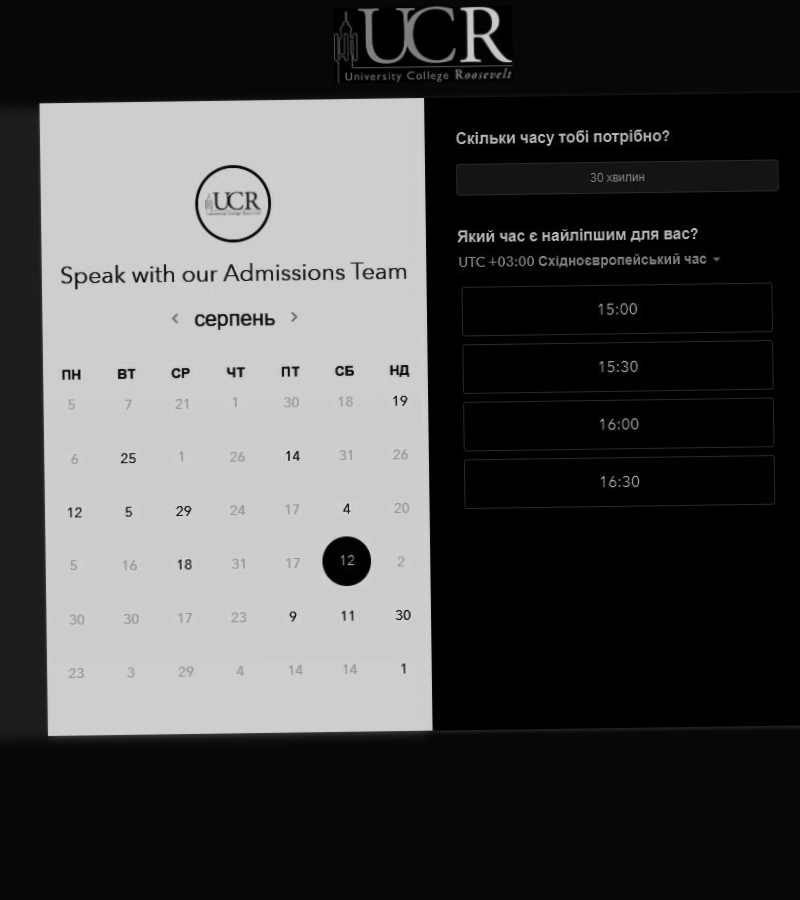 UCR
University College Roosevelt
UCR
Speak with our Admissions Team
серпень
ПН ВТ СР ЧТ ПТ СБ НД
5 7 21 1 30 18 19
6 25 1 26 14 31 26
12 5 29 24 17 4 20
5 16 18 31 17 12 2
30 30 17 23 9 11 30
23 3 29 4 14 14 1
Скільки часу тобі потрібно?
30 хвилин
Який час є найліпшим для вас?
UTC +03:00 Східноєвропейський час
15:00
15:30
16:00
16:30